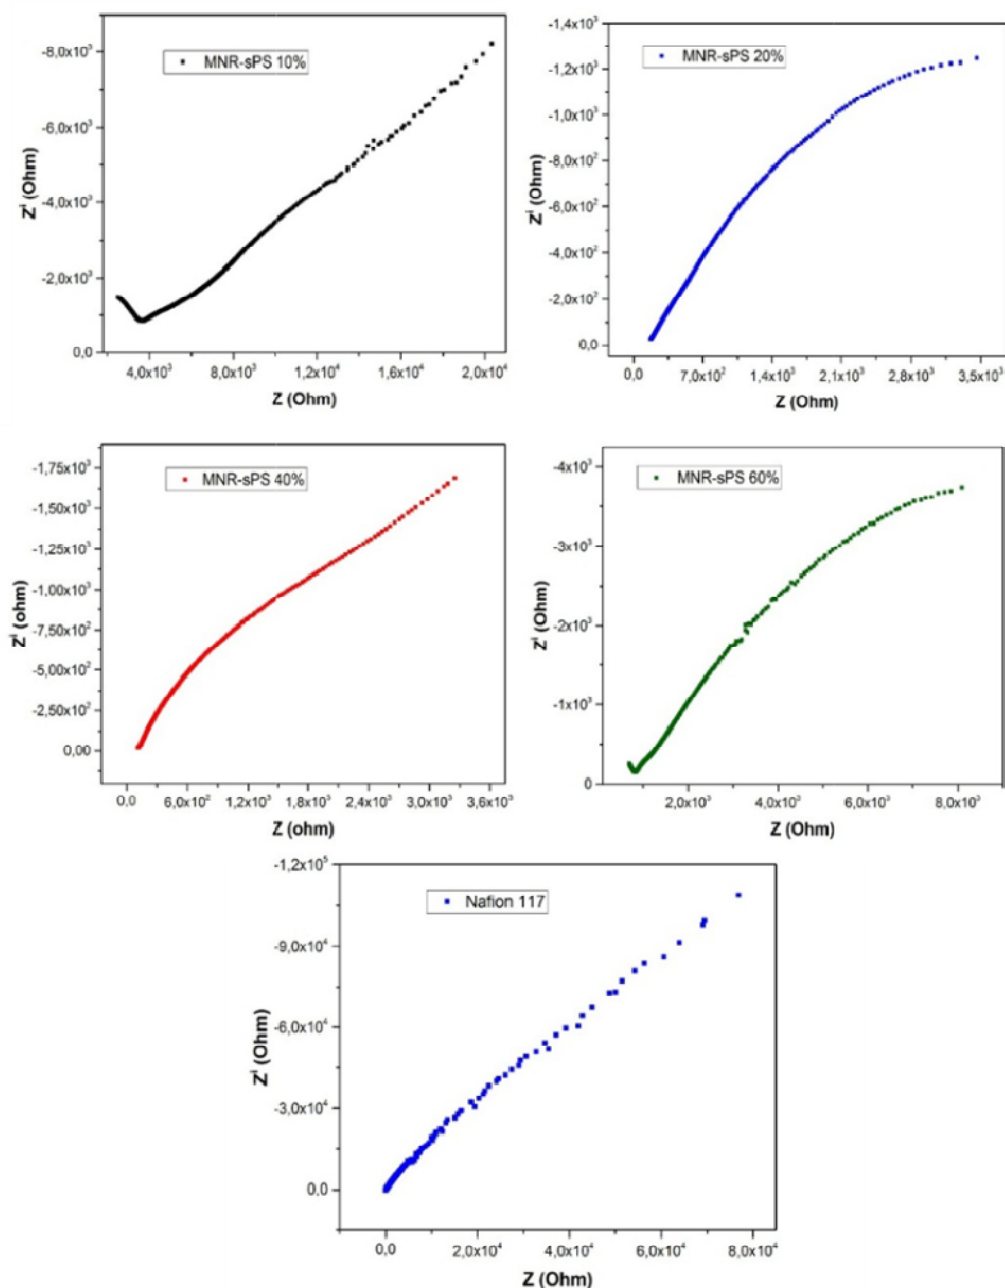 MNR-sPS 10%
-8,0x10³
-6,0x10³
-4,0x10³
-2,0x10³
0,0
Zⁱ (Ohm)
4,0x10³ 8,0x10³ 1,2x10⁴ 1,6x10⁴ 2,0x10⁴
Z (Ohm)
MNR-sPS 20%
-1,4x10³
-1,2x10³
-1,0x10³
-8,0x10²
-6,0x10²
-4,0x10²
-2,0x10²
0,0
Zⁱ (Ohm)
0,0 7,0x10² 1,4x10³ 2,1x10³ 2,8x10³ 3,5x10³
Z (Ohm)
MNR-sPS 40%
-1,75x10³
-1,50x10³
-1,25x10³
-1,00x10³
-7,50x10²
-5,00x10²
-2,50x10²
0,00
Zⁱ (ohm)
0,0 6,0x10² 1,2x10³ 1,8x10³ 2,4x10³ 3,0x10³ 3,6x10³
Z (ohm)
MNR-sPS 60%
-4x10³
-3x10³
-2x10³
-1x10³
0
Zⁱ (Ohm)
2,0x10³ 4,0x10³ 6,0x10³ 8,0x10³
Z (Ohm)
Nafion 117
-1,2x10⁵
-9,0x10⁴
-6,0x10⁴
-3,0x10⁴
0,0
Zⁱ (Ohm)
0,0 2,0x10⁴ 4,0x10⁴ 6,0x10⁴ 8,0x10⁴
Z (Ohm)